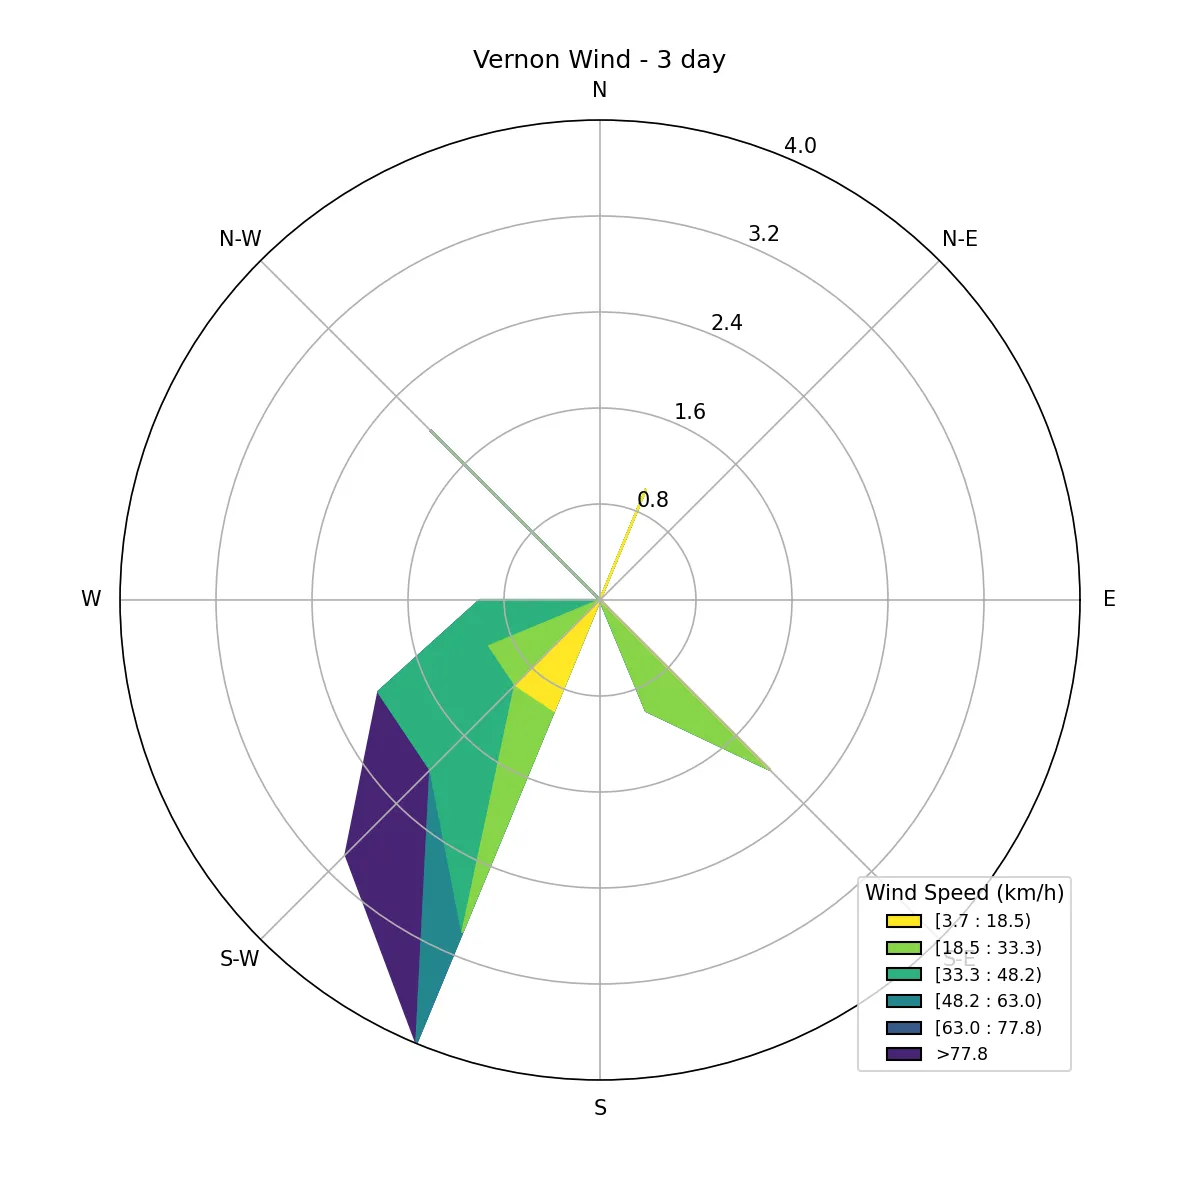 Vernon Wind - 3 day
N
4.0
N-W
3.2
N-E
2.4
1.6
0.8
W
E
Wind Speed (km/h)
[3.7 : 18.5)
[18.5 : 33.3)
S-W
S-E
[33.3 : 48.2)
[48.2 : 63.0)
[63.0 : 77.8)
>77.8
S